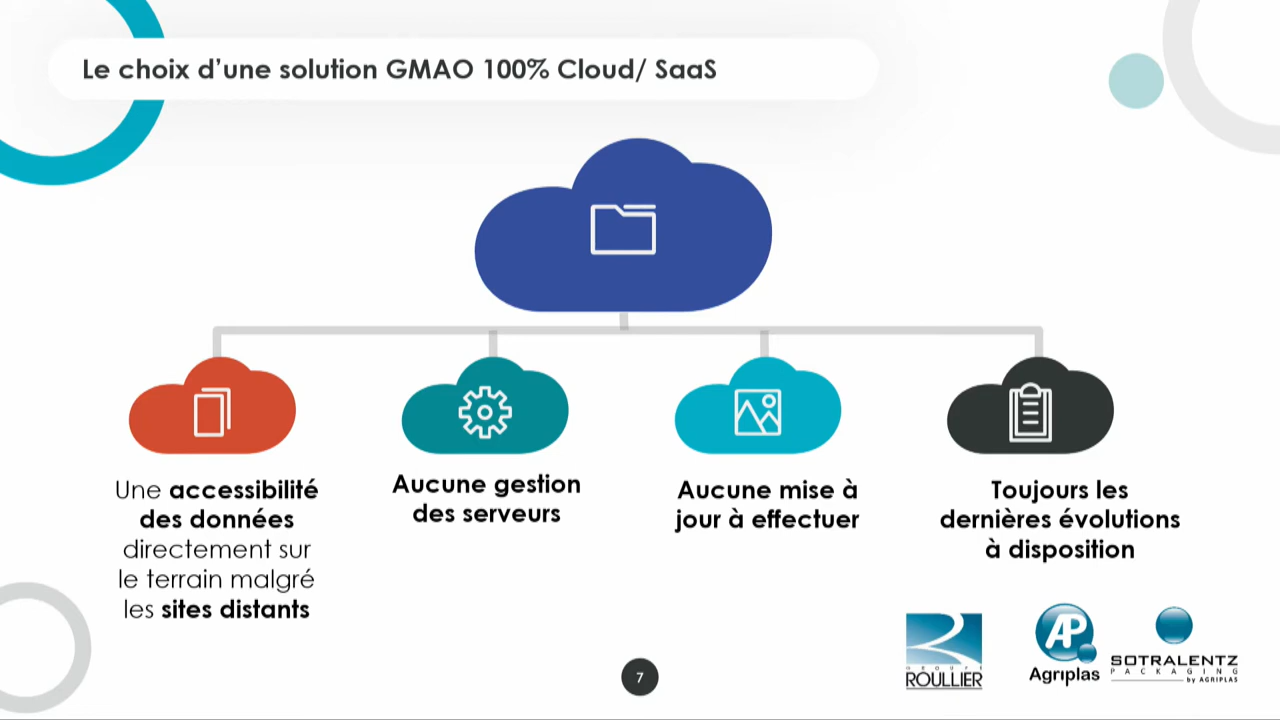 Le choix d’une solution GMAO 100% Cloud/ SaaS
Une accessibilité
des données
directement sur
le terrain malgré
les sites distants
Aucune gestion
des serveurs
Aucune mise à
jour à effectuer
Toujours les
dernières évolutions
à disposition
GROUPE
ROULLIER
AP
Agriplas
SOTRALENTZ
PACKAGING
by AGRIPLAS
7